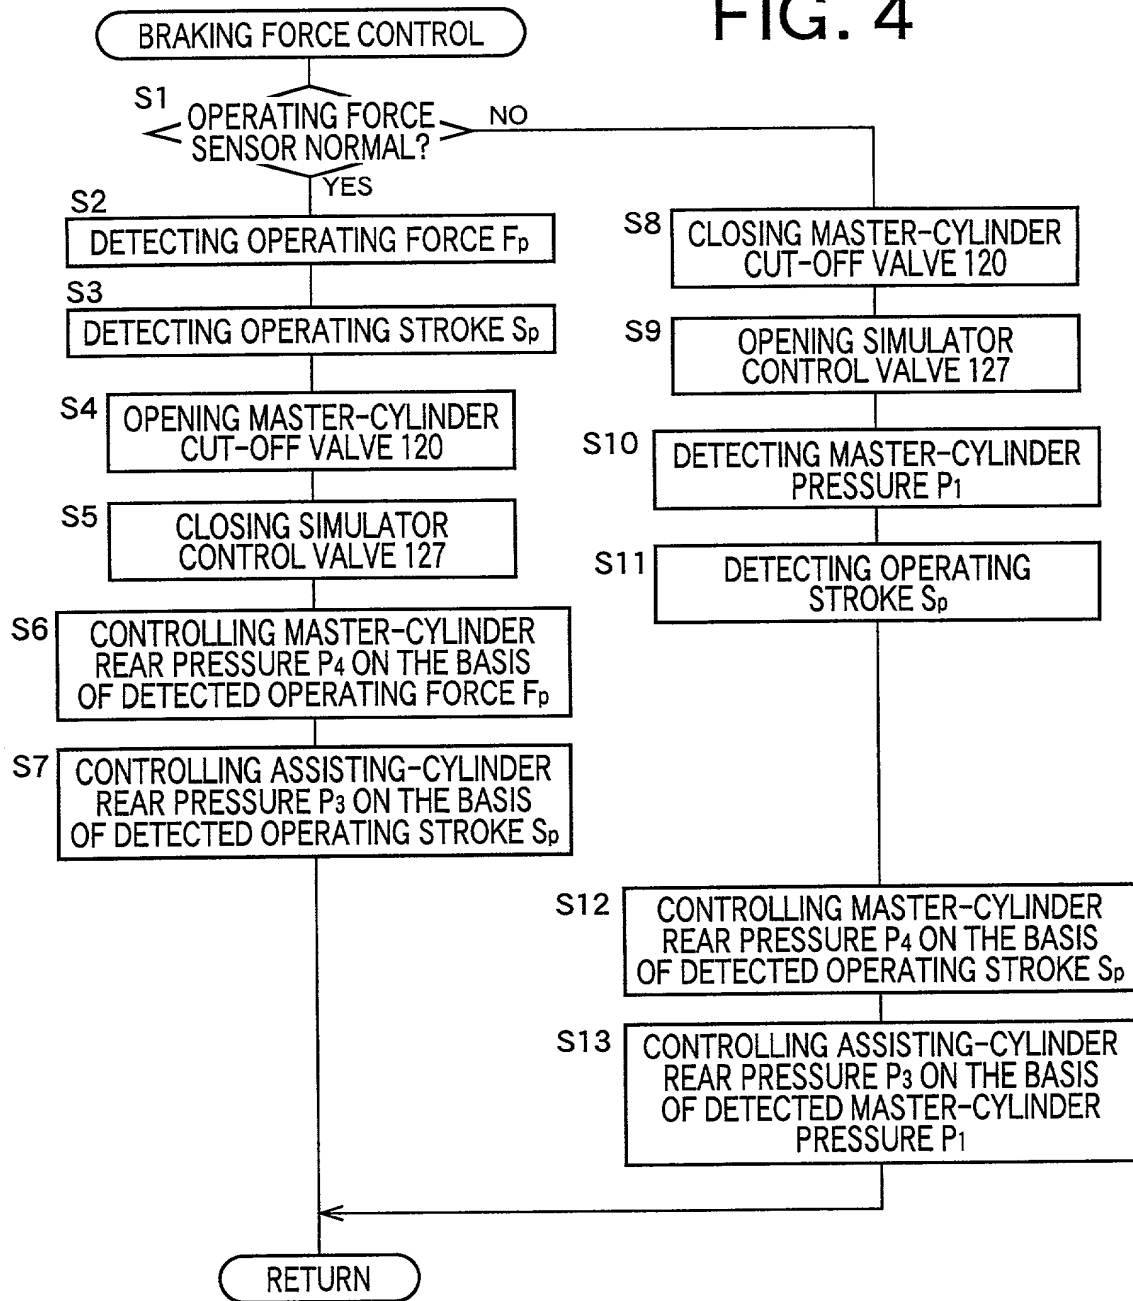 FIG. 4
BRAKING FORCE CONTROL
S1
OPERATING FORCE
SENSOR NORMAL?
NO
YES
S2
DETECTING OPERATING FORCE Fp
S3
DETECTING OPERATING STROKE Sp
S4
OPENING MASTER-CYLINDER
CUT-OFF VALVE 120
S5
CLOSING SIMULATOR
CONTROL VALVE 127
S6
CONTROLLING MASTER-CYLINDER
REAR PRESSURE P4 ON THE BASIS
OF DETECTED OPERATING FORCE Fp
S7
CONTROLLING ASSISTING-CYLINDER
REAR PRESSURE P3 ON THE BASIS
OF DETECTED OPERATING STROKE Sp
S8
CLOSING MASTER-CYLINDER
CUT-OFF VALVE 120
S9
OPENING SIMULATOR
CONTROL VALVE 127
S10
DETECTING MASTER-CYLINDER
PRESSURE P1
S11
DETECTING OPERATING
STROKE Sp
S12
CONTROLLING MASTER-CYLINDER
REAR PRESSURE P4 ON THE BASIS
OF DETECTED OPERATING STROKE Sp
S13
CONTROLLING ASSISTING-CYLINDER
REAR PRESSURE P3 ON THE BASIS
OF DETECTED MASTER-CYLINDER
PRESSURE P1
RETURN